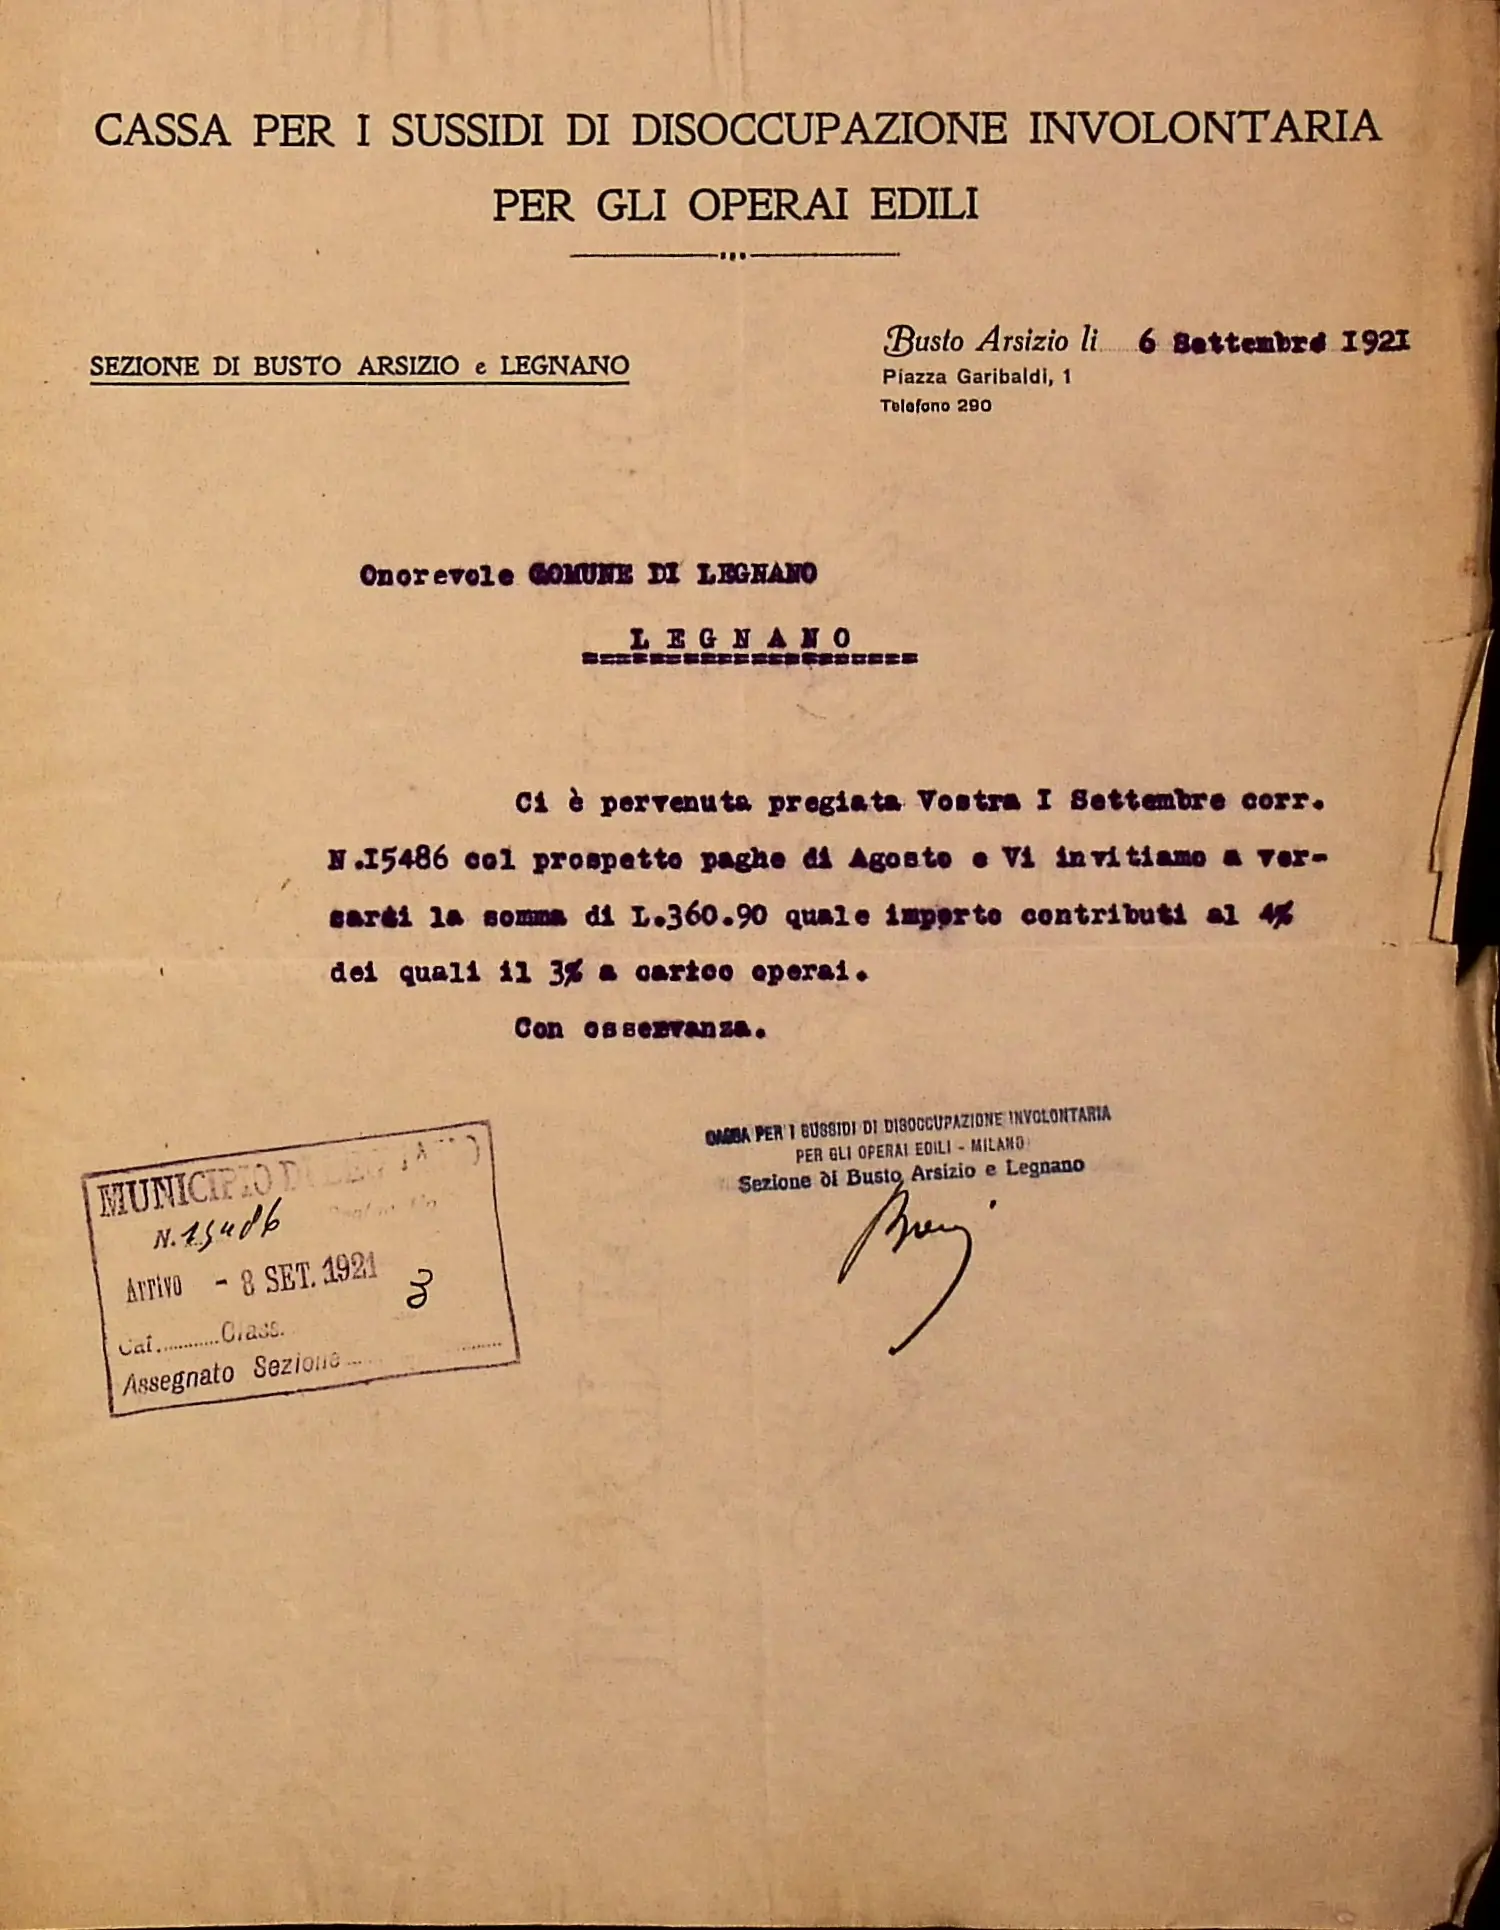 CASSA PER I SUSSIDI DI DISOCCUPAZIONE INVOLONTARIA
PER GLI OPERAI EDILI
SEZIONE DI BUSTO ARSIZIO e LEGNANO
Busto Arsizio li 6 Settembre 1921
Piazza Garibaldi, 1
Telefono 290
Onorevole COMUNE DI LEGNANO
L E G N A N O
Ci è pervenuta pregiata Vostra I Settembre corr.
N.15486 col prospetto paghe di Agosto e Vi invitiamo a ver-
sarci la somma di L.360.90 quale importo contributi al 4%
dei quali il 3% a carico operai.
Con osservanza.
CASSA PER I SUSSIDI DI DISOCCUPAZIONE INVOLONTARIA
PER GLI OPERAI EDILI - MILANO
Sezione di Busto Arsizio e Legnano
MUNICIPIO DI LEGNANO
N. 15486
Arrivo - 8 SET. 1921
3
Cat...........Class.
Assegnato Sezione